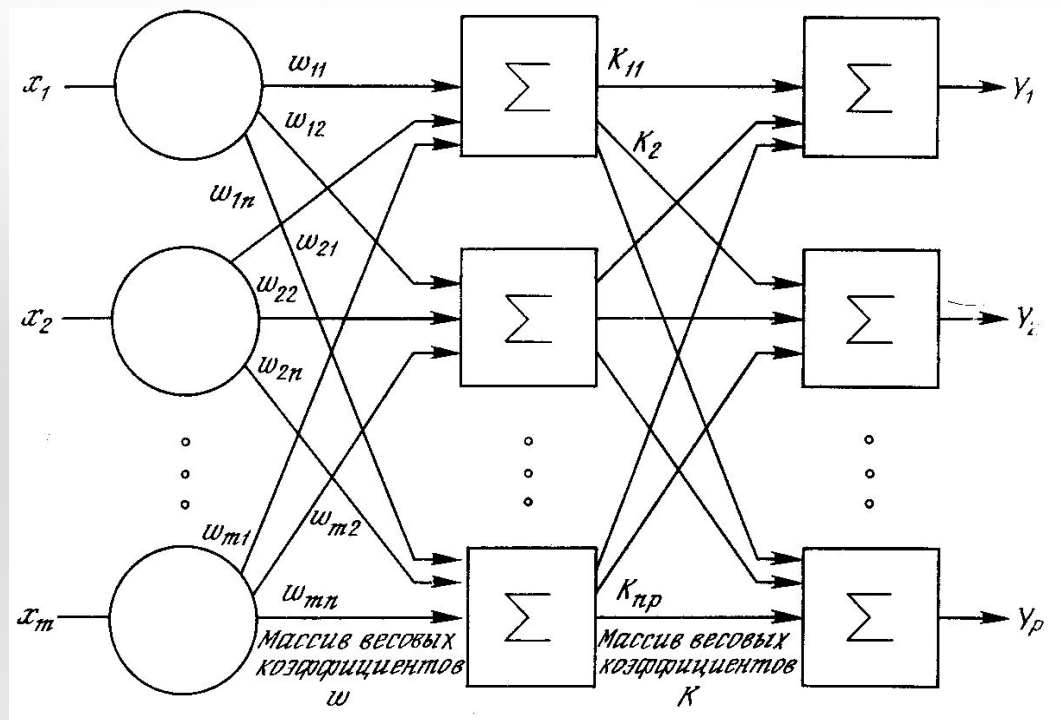 x₁
w₁₁
Σ
K₁₁
Σ
Y₁
w₁₂
K₂
w₁ₙ
w₂₁
x₂
w₂₂
Σ
Σ
Y₂
w₂ₙ
wₘ₁
wₘ₂
xₘ
wₘₙ
Σ
Kₙₚ
Σ
Yₚ
Массив весовых
коэффициентов
w
Массив весовых
коэффициентов
K